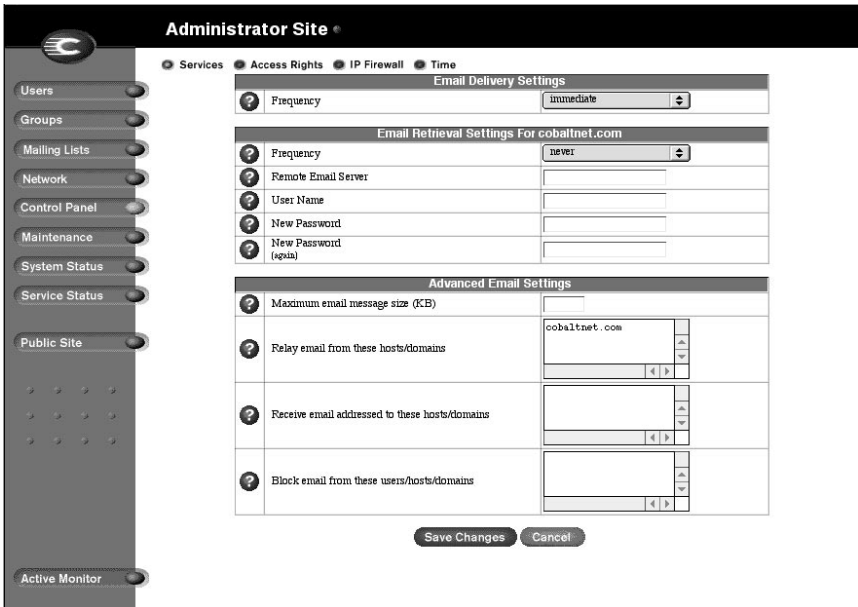 Administrator Site
Services Access Rights IP Firewall Time
Users
Groups
Mailing Lists
Network
Control Panel
Maintenance
System Status
Service Status
Public Site
Active Monitor
Email Delivery Settings
? Frequency immediate
Email Retrieval Settings For cobaltnet.com
? Frequency never
? Remote Email Server
? User Name
? New Password
? New Password
(again)
Advanced Email Settings
? Maximum email message size (KB)
? Relay email from these hosts/domains cobaltnet.com
? Receive email addressed to these hosts/domains
? Block email from these users/hosts/domains
Save Changes Cancel